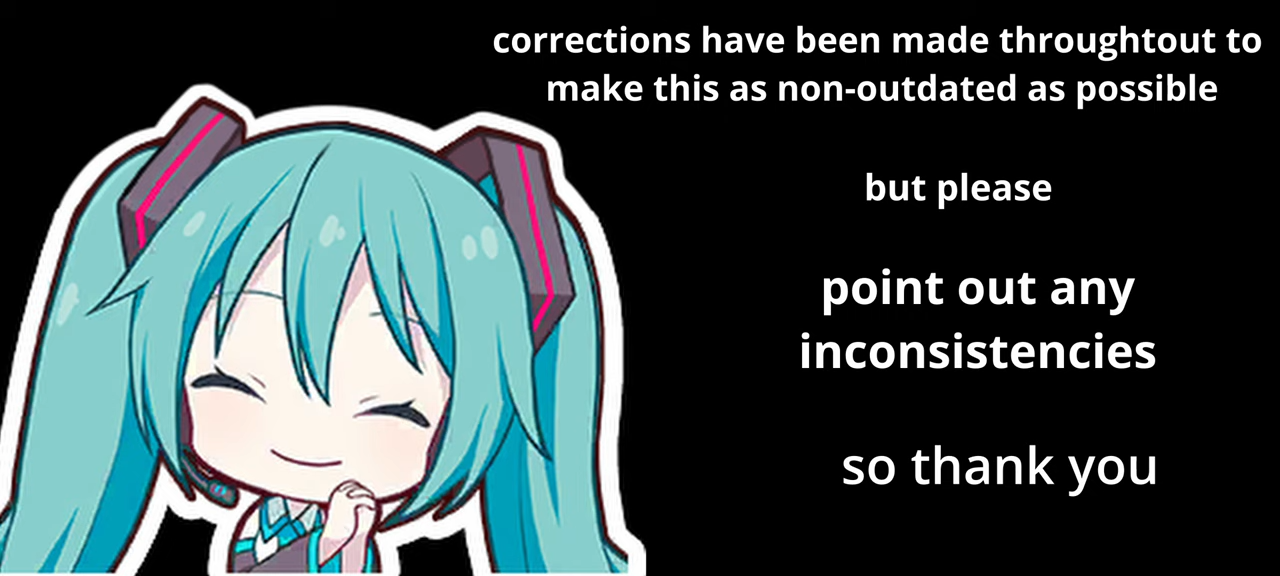 corrections have been made throughtout to
make this as non-outdated as possible
but please
point out any
inconsistencies
so thank you